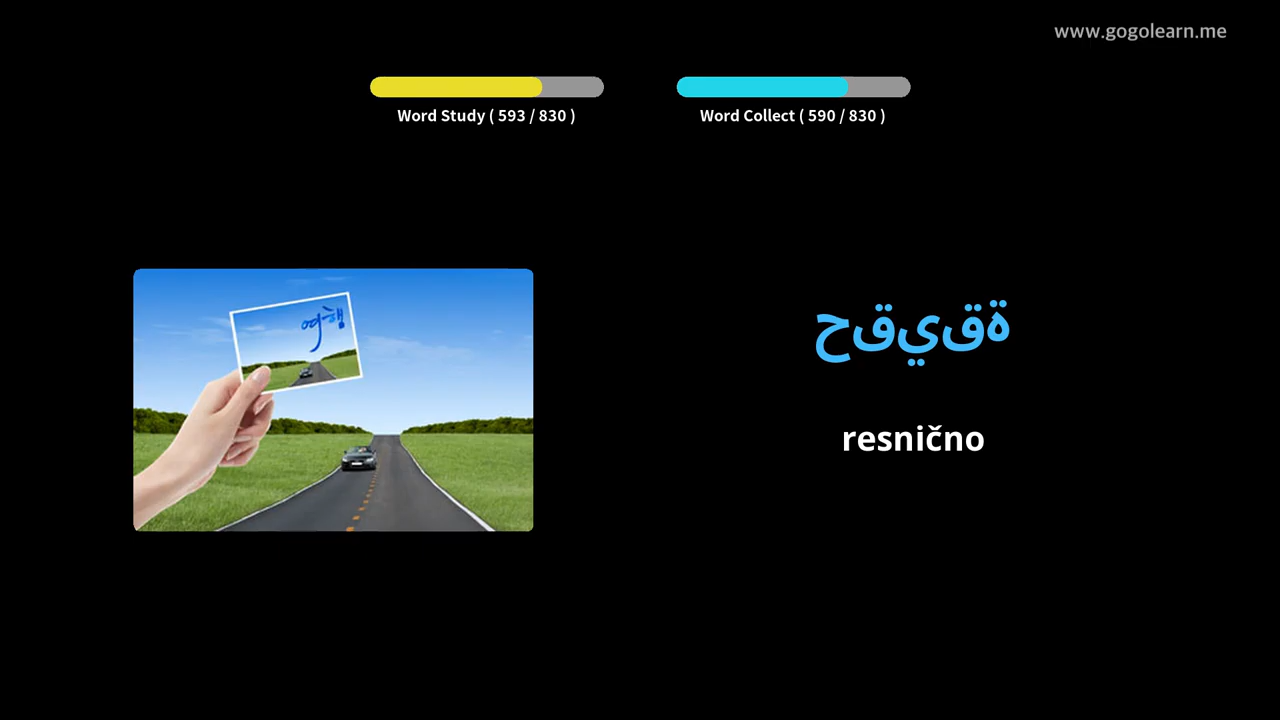 www.gogolearn.me
Word Study ( 593 / 830 )
Word Collect ( 590 / 830 )
여행
حقيقة
resnično